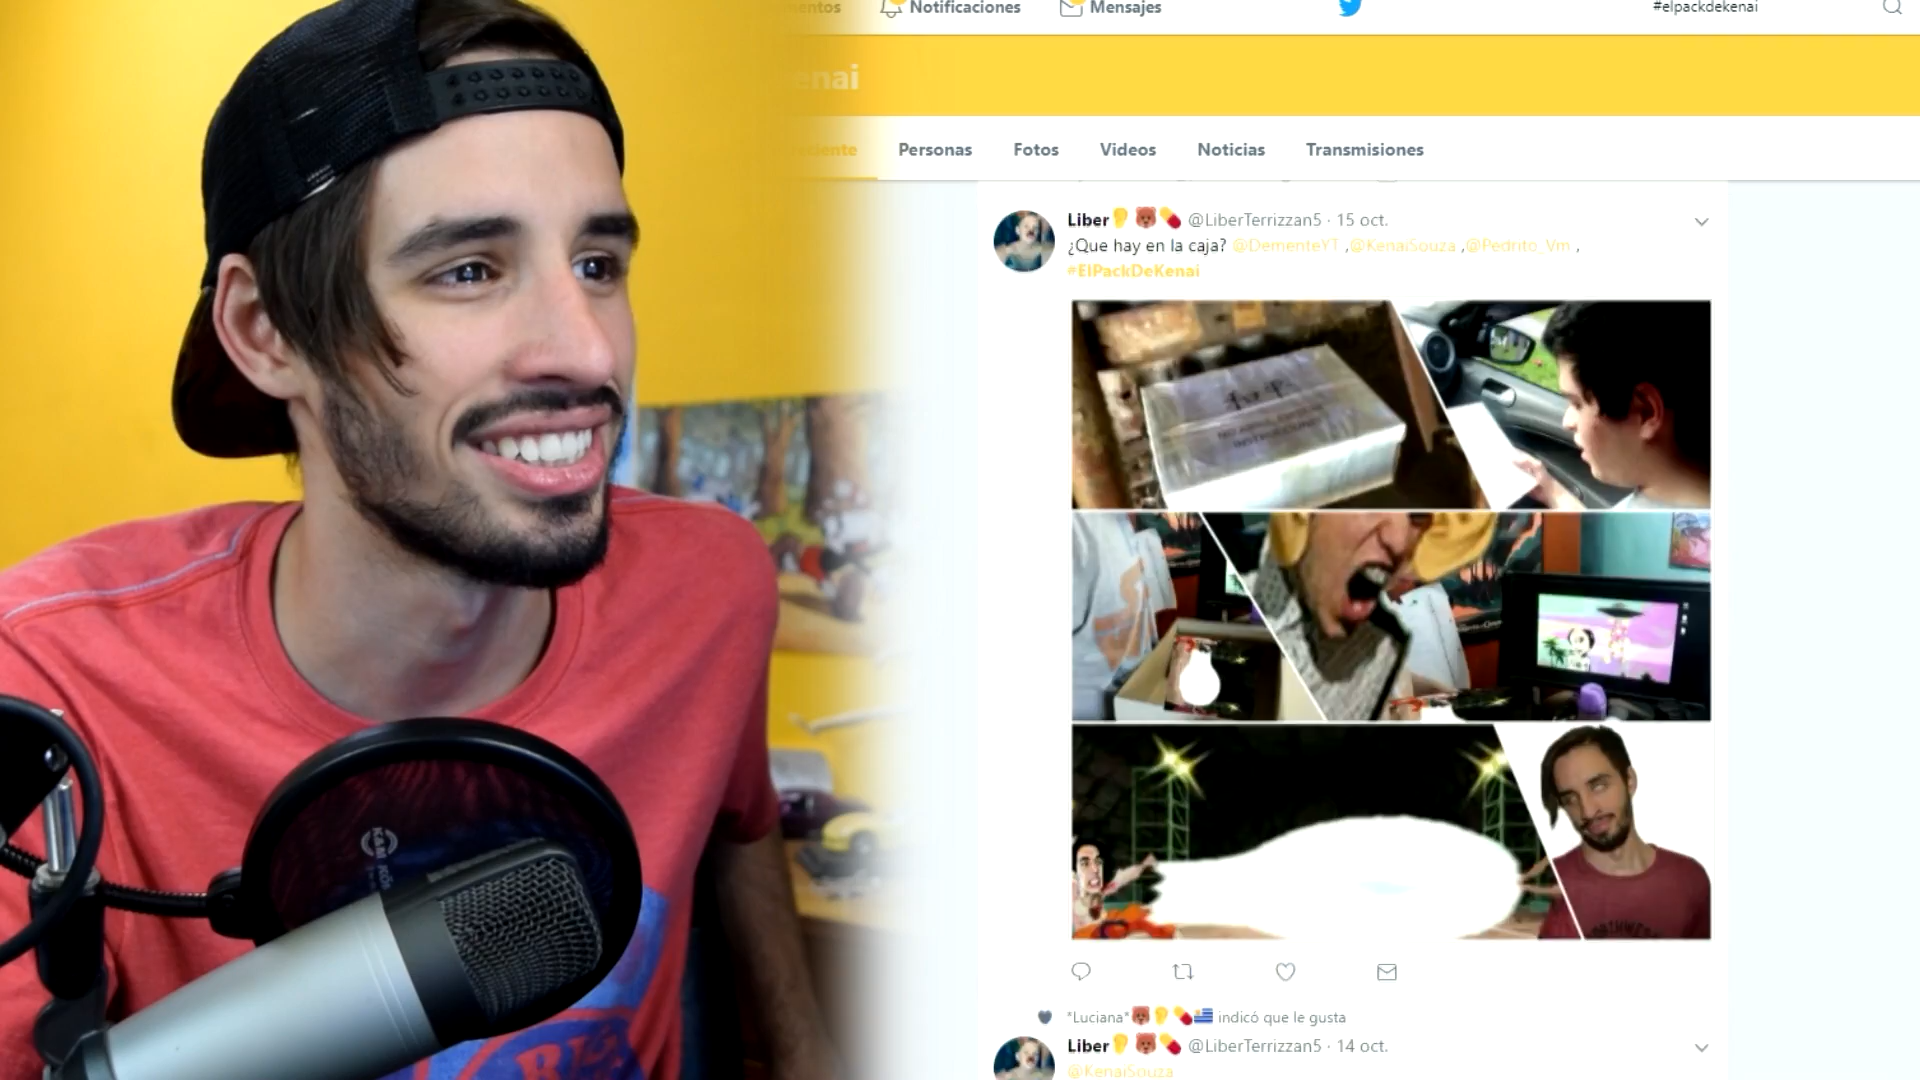 Notificaciones
Mensajes
#elpackdekenai
enai
Personas
Fotos
Videos
Noticias
Transmisiones
Liber @LiberTerrizzan5 · 15 oct.
¿Que hay en la caja? @DementeYT ,@KenaiSouza ,@Pedrito_Vm ,
#ElPackDeKenai
*Luciana* indicó que le gusta
Liber @LiberTerrizzan5 · 14 oct.
@KenaiSouza